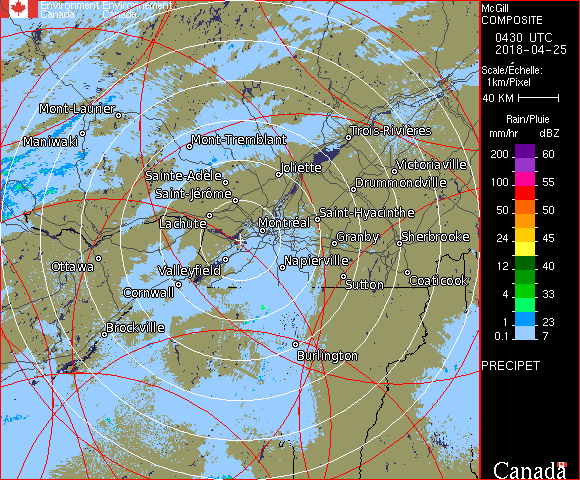 Environment Environnement
Canada Canada
McGill
COMPOSITE
0430 UTC
2018-04-25
Scale/Échelle:
1km/Pixel
40 KM
Rain/Pluie
mm/hr dBZ
200 60
100 55
50 50
24 45
12 40
4 33
1 23
0.1 7
PRECIPET
Canada
Mont-Laurier
Maniwaki
Mont-Tremblant
Trois-Rivières
Sainte-Adèle
Joliette
Victoriaville
Saint-Jérôme
Drummondville
Lachute
Montréal
Saint-Hyacinthe
Granby
Sherbrooke
Ottawa
Valleyfield
Napierville
Cornwall
Sutton
Coaticook
Brockville
Burlington